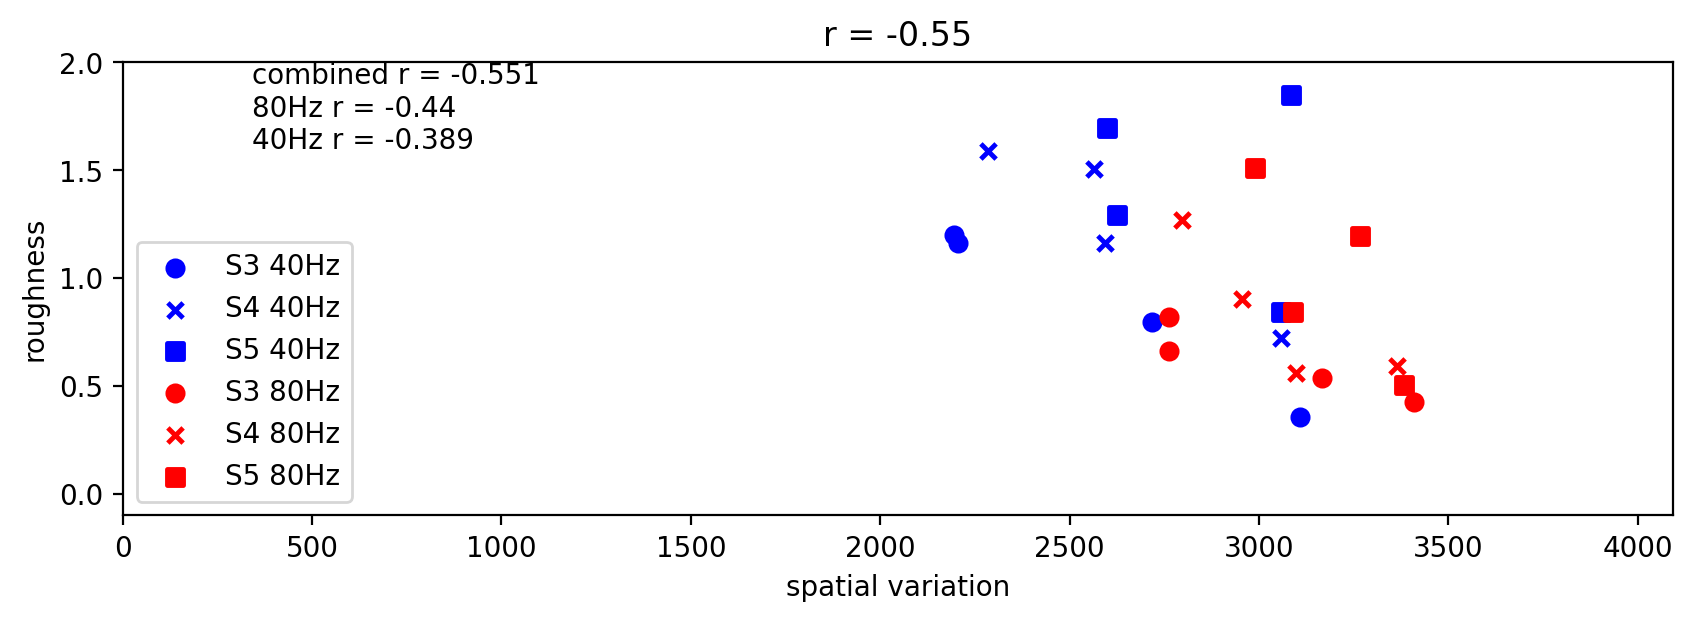 r = -0.55
combined r = -0.551
80Hz r = -0.44
40Hz r = -0.389
2.0
1.5
1.0
0.5
0.0
roughness
S3 40Hz
S4 40Hz
S5 40Hz
S3 80Hz
S4 80Hz
S5 80Hz
0 500 1000 1500 2000 2500 3000 3500 4000
spatial variation